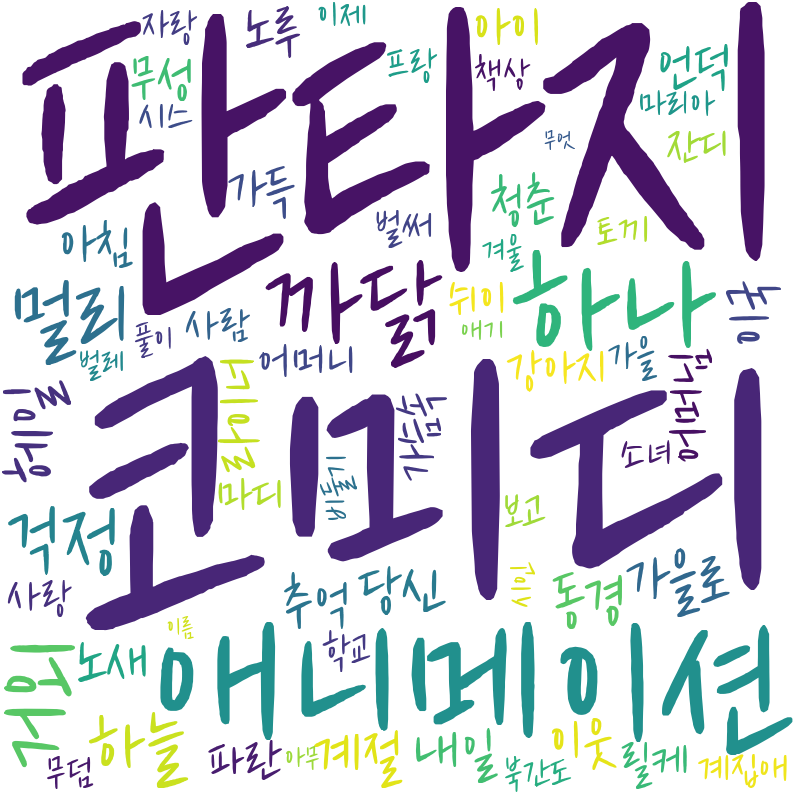 자랑 노루 이제 아이
판타지
무성 프랑 책상 언덕
시스 마리아
무엇 잔디
가득 청춘
아침 벌써 토끼
겨울
멀리 까닭 쉬이 하나
풀이 사람 애기
벌레 어머니 강아지 가을
코미디
소녀
마디
걱정 보고
사랑 추억 당신 동경 가을로
이름
노새 학교
애니메이션
거외
하늘 파란 아무 계절 내일 이웃 릴케
무덤 북간도 계집애